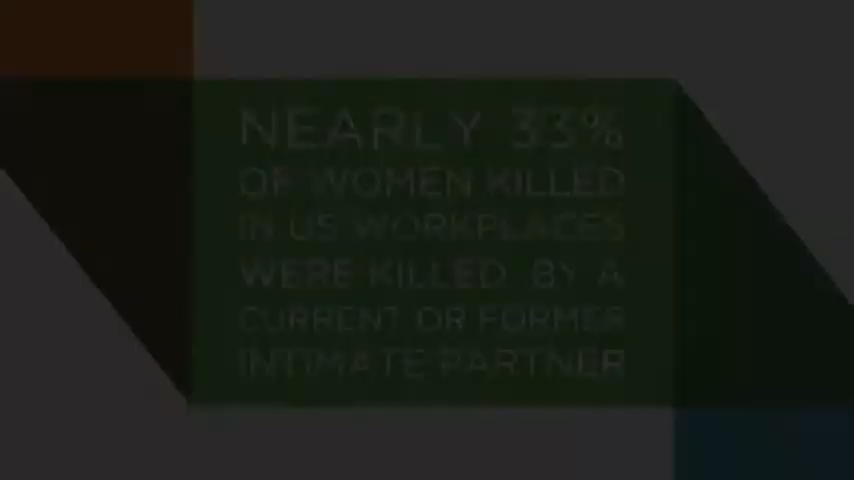 NEARLY 33%
OF WOMEN KILLED
IN US WORKPLACES
WERE KILLED BY A
CURRENT OR FORMER
INTIMATE PARTNER